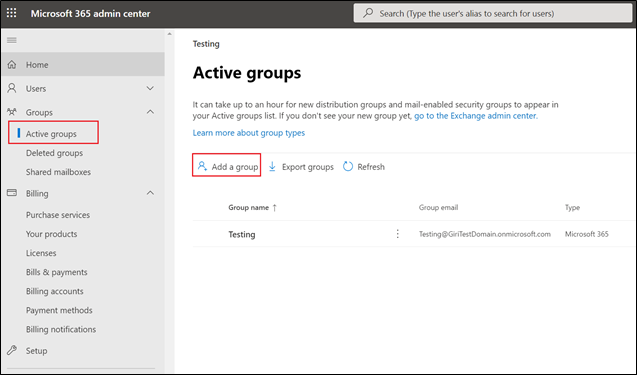 Microsoft 365 admin center
Search (Type the user's alias to search for users)
Home
Users
Groups
Active groups
Deleted groups
Shared mailboxes
Billing
Purchase services
Your products
Licenses
Bills & payments
Billing accounts
Payment methods
Billing notifications
Setup
Testing
Active groups
It can take up to an hour for new distribution groups and mail-enabled security groups to appear in
your Active groups list. If you don't see your new group yet, go to the Exchange admin center.
Learn more about group types
Add a group Export groups Refresh
Group name ↑ Group email Type
Testing Testing@GiriTestDomain.onmicrosoft.com Microsoft 365